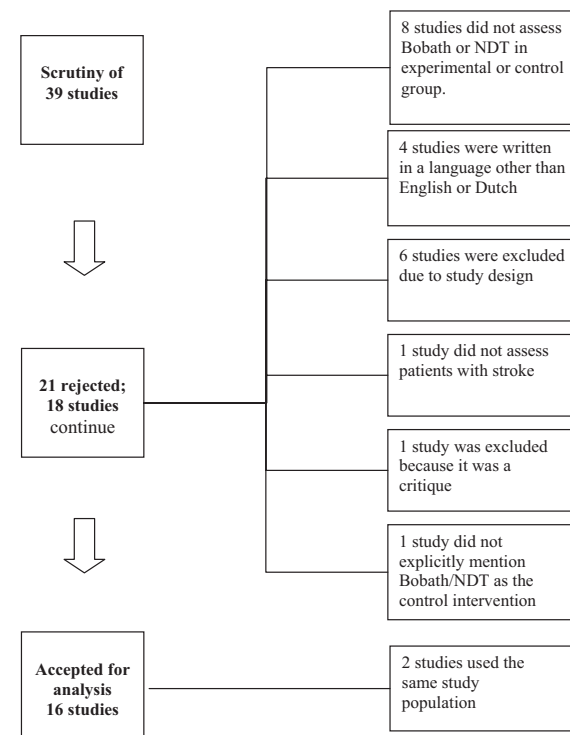 Scrutiny of
39 studies
8 studies did not assess
Bobath or NDT in
experimental or control
group.
4 studies were written
in a language other than
English or Dutch
6 studies were excluded
due to study design
21 rejected;
18 studies
continue
1 study did not assess
patients with stroke
1 study was excluded
because it was a
critique
1 study did not
explicitly mention
Bobath/NDT as the
control intervention
Accepted for
analysis
16 studies
2 studies used the
same study
population